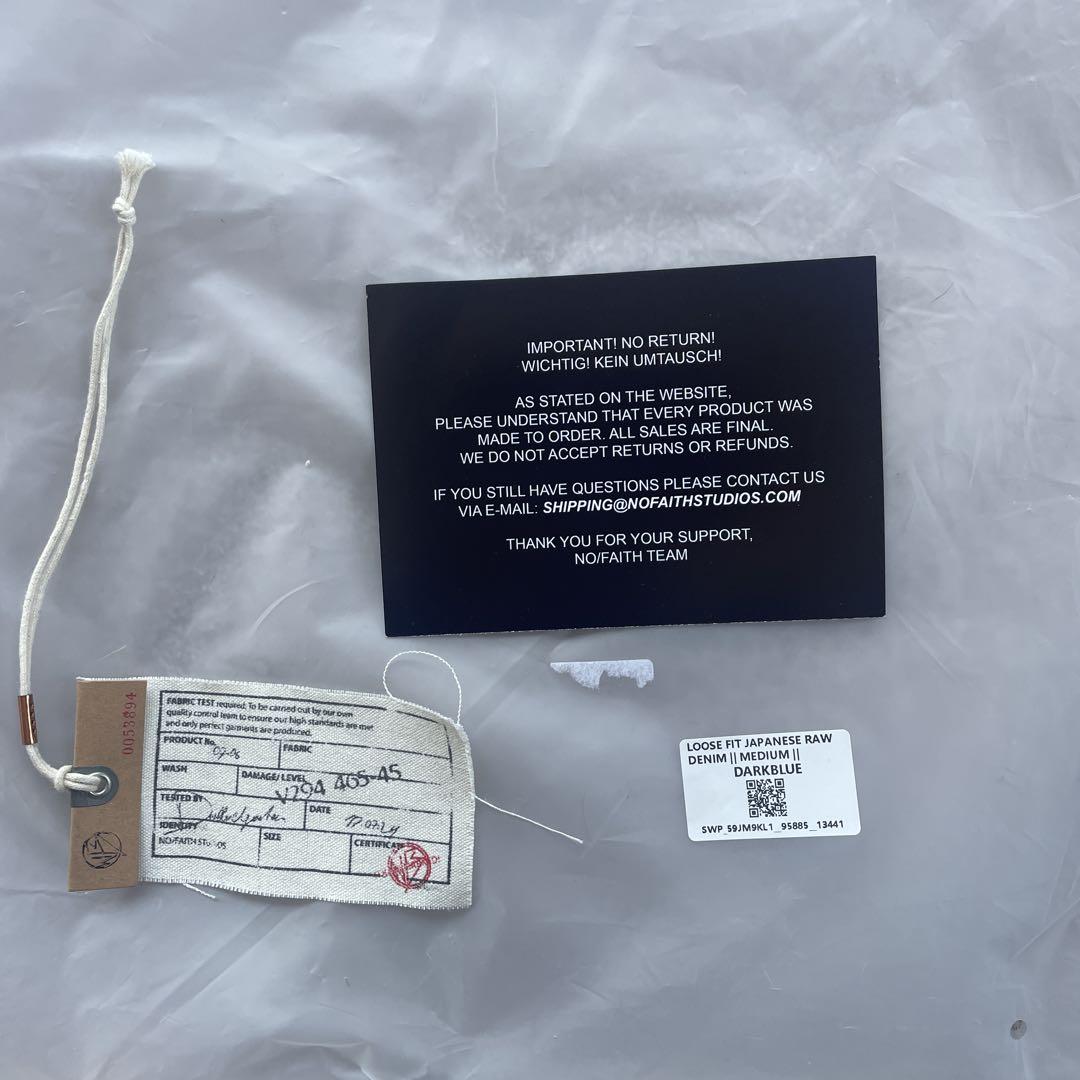 IMPORTANT! NO RETURN!
WICHTIG! KEIN UMTAUSCH!
AS STATED ON THE WEBSITE,
PLEASE UNDERSTAND THAT EVERY PRODUCT WAS
MADE TO ORDER. ALL SALES ARE FINAL.
WE DO NOT ACCEPT RETURNS OR REFUNDS.
IF YOU STILL HAVE QUESTIONS PLEASE CONTACT US
VIA E-MAIL: SHIPPING@NOFAITHSTUDIOS.COM
THANK YOU FOR YOUR SUPPORT,
NO/FAITH TEAM
0053894
FABRIC TEST required: To be carried out by our own
quality control team to ensure our high standards are met
and only perfect garments are produced.
PRODUCT No.
FABRIC
WASH
DAMAGE/LEVEL
V294 405-45
TESTED BY
DATE
IDENTITY
SIZE
CERTIFICATE
LOOSE FIT JAPANESE RAW
DENIM || MEDIUM ||
DARKBLUE
SWP_59JM9KL1__95885__13441